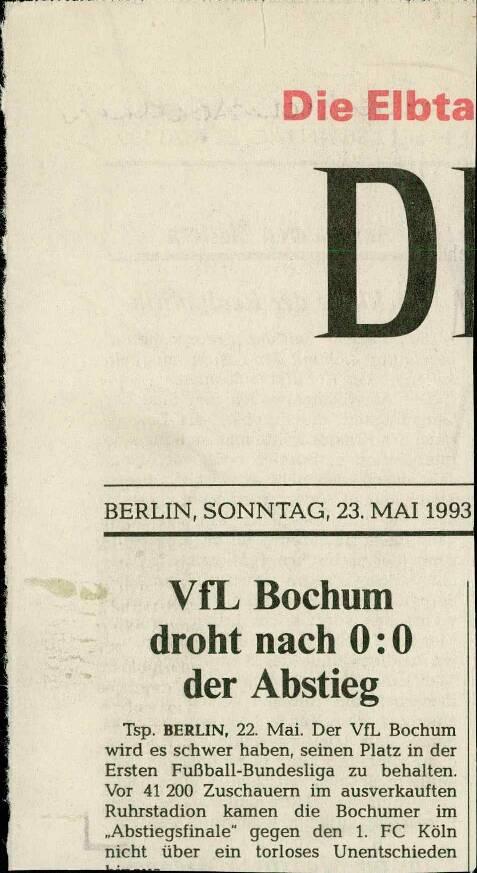 Die Elbta
D
BERLIN, SONNTAG, 23. MAI 1993
VfL Bochum
droht nach 0:0
der Abstieg
Tsp. BERLIN, 22. Mai. Der VfL Bochum
wird es schwer haben, seinen Platz in der
Ersten Fußball-Bundesliga zu behalten.
Vor 41 200 Zuschauern im ausverkauften
Ruhrstadion kamen die Bochumer im
„Abstiegsfinale“ gegen den 1. FC Köln
nicht über ein torloses Unentschieden